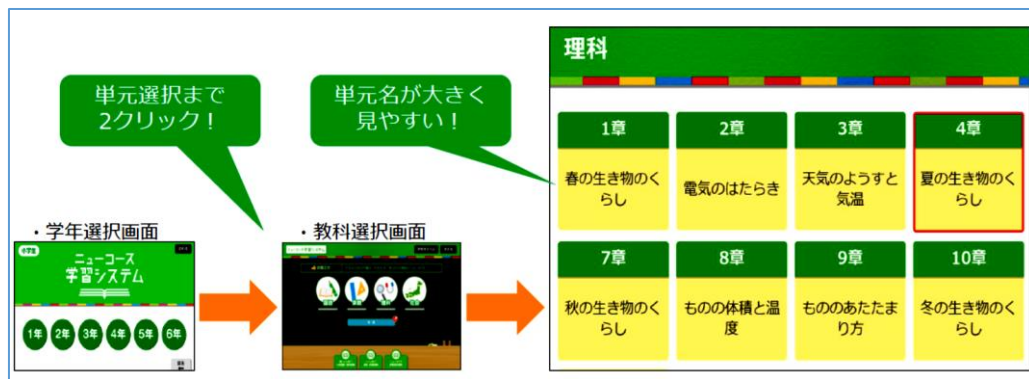 単元選択まで
2クリック！
単元名が大きく
見やすい！
・学年選択画面
小学生
ニューコース
学習システム
1年 2年 3年 4年 5年 6年
・教科選択画面
理科
1章 2章 3章 4章
春の生き物のくらし
電気のはたらき
天気のようすと気温
夏の生き物のくらし
7章 8章 9章 10章
秋の生き物のくらし
ものの体積と温度
もののあたたまり方
冬の生き物のくらし